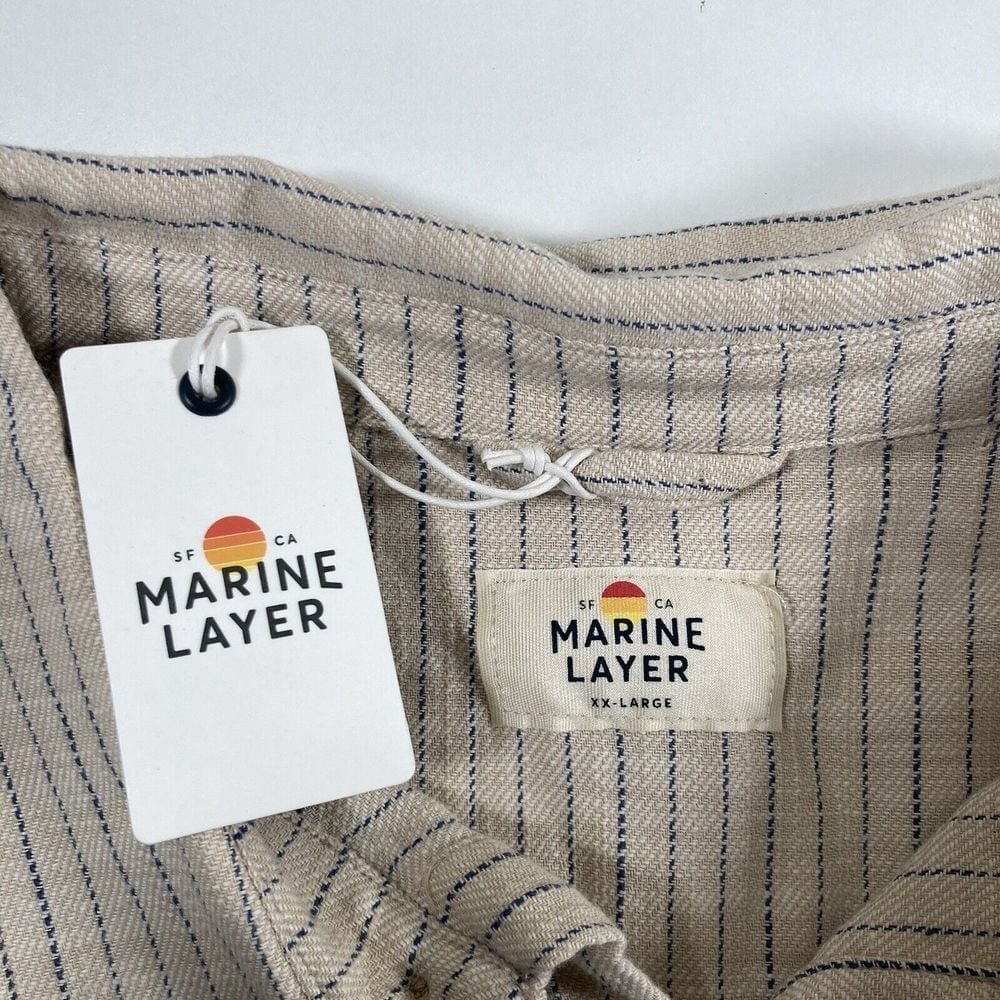 SF CA
MARINE
LAYER
SF CA
MARINE
LAYER
XX-LARGE